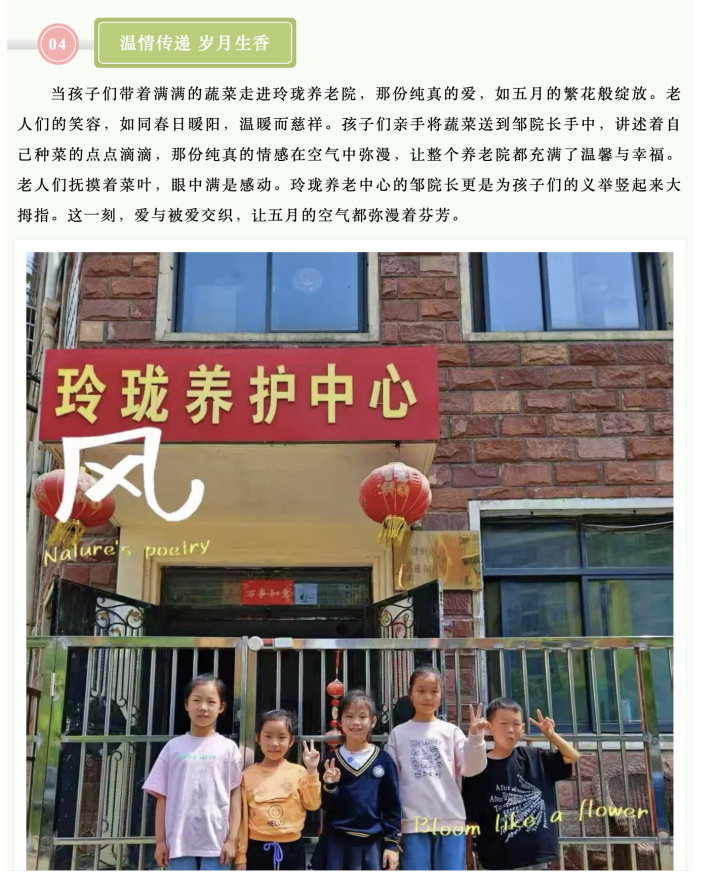 04
温情传递 岁月生香
当孩子们带着满满的蔬菜走进玲珑养老院，那份纯真的爱，如五月的繁花般绽放。老
人们的笑容，如同春日暖阳，温暖而慈祥。孩子们亲手将蔬菜送到邹院长手中，讲述着自
己种菜的点点滴滴，那份纯真的情感在空气中弥漫，让整个养老院都充满了温馨与幸福。
老人们抚摸着菜叶，眼中满是感动。玲珑养老中心的邹院长更是为孩子们的义举竖起来大
拇指。这一刻，爱与被爱交织，让五月的空气都弥漫着芬芳。
玲珑养护中心
风
Nature's poetry
万事如意
HELLO
Bloom like a flower